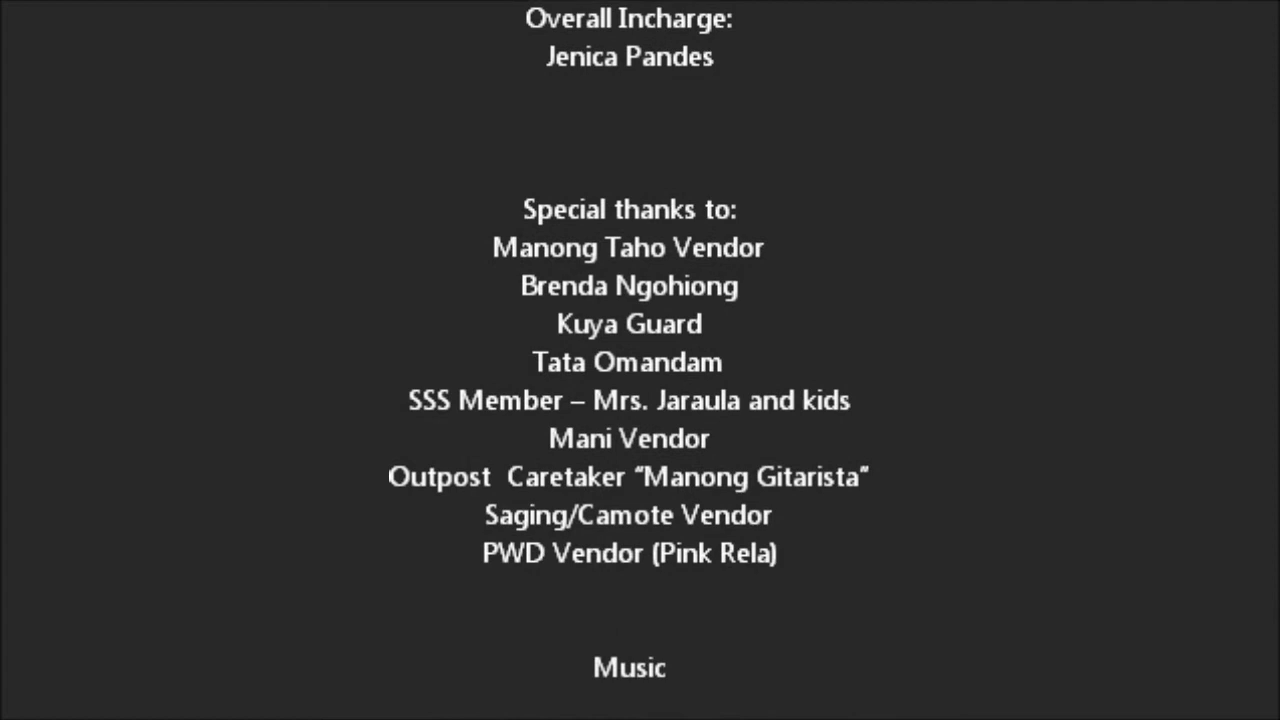 Overall Incharge:
Jenica Pandes
Special thanks to:
Manong Taho Vendor
Brenda Ngohiong
Kuya Guard
Tata Omandam
SSS Member – Mrs. Jaraula and kids
Mani Vendor
Outpost  Caretaker “Manong Gitarista”
Saging/Camote Vendor
PWD Vendor (Pink Rela)
Music